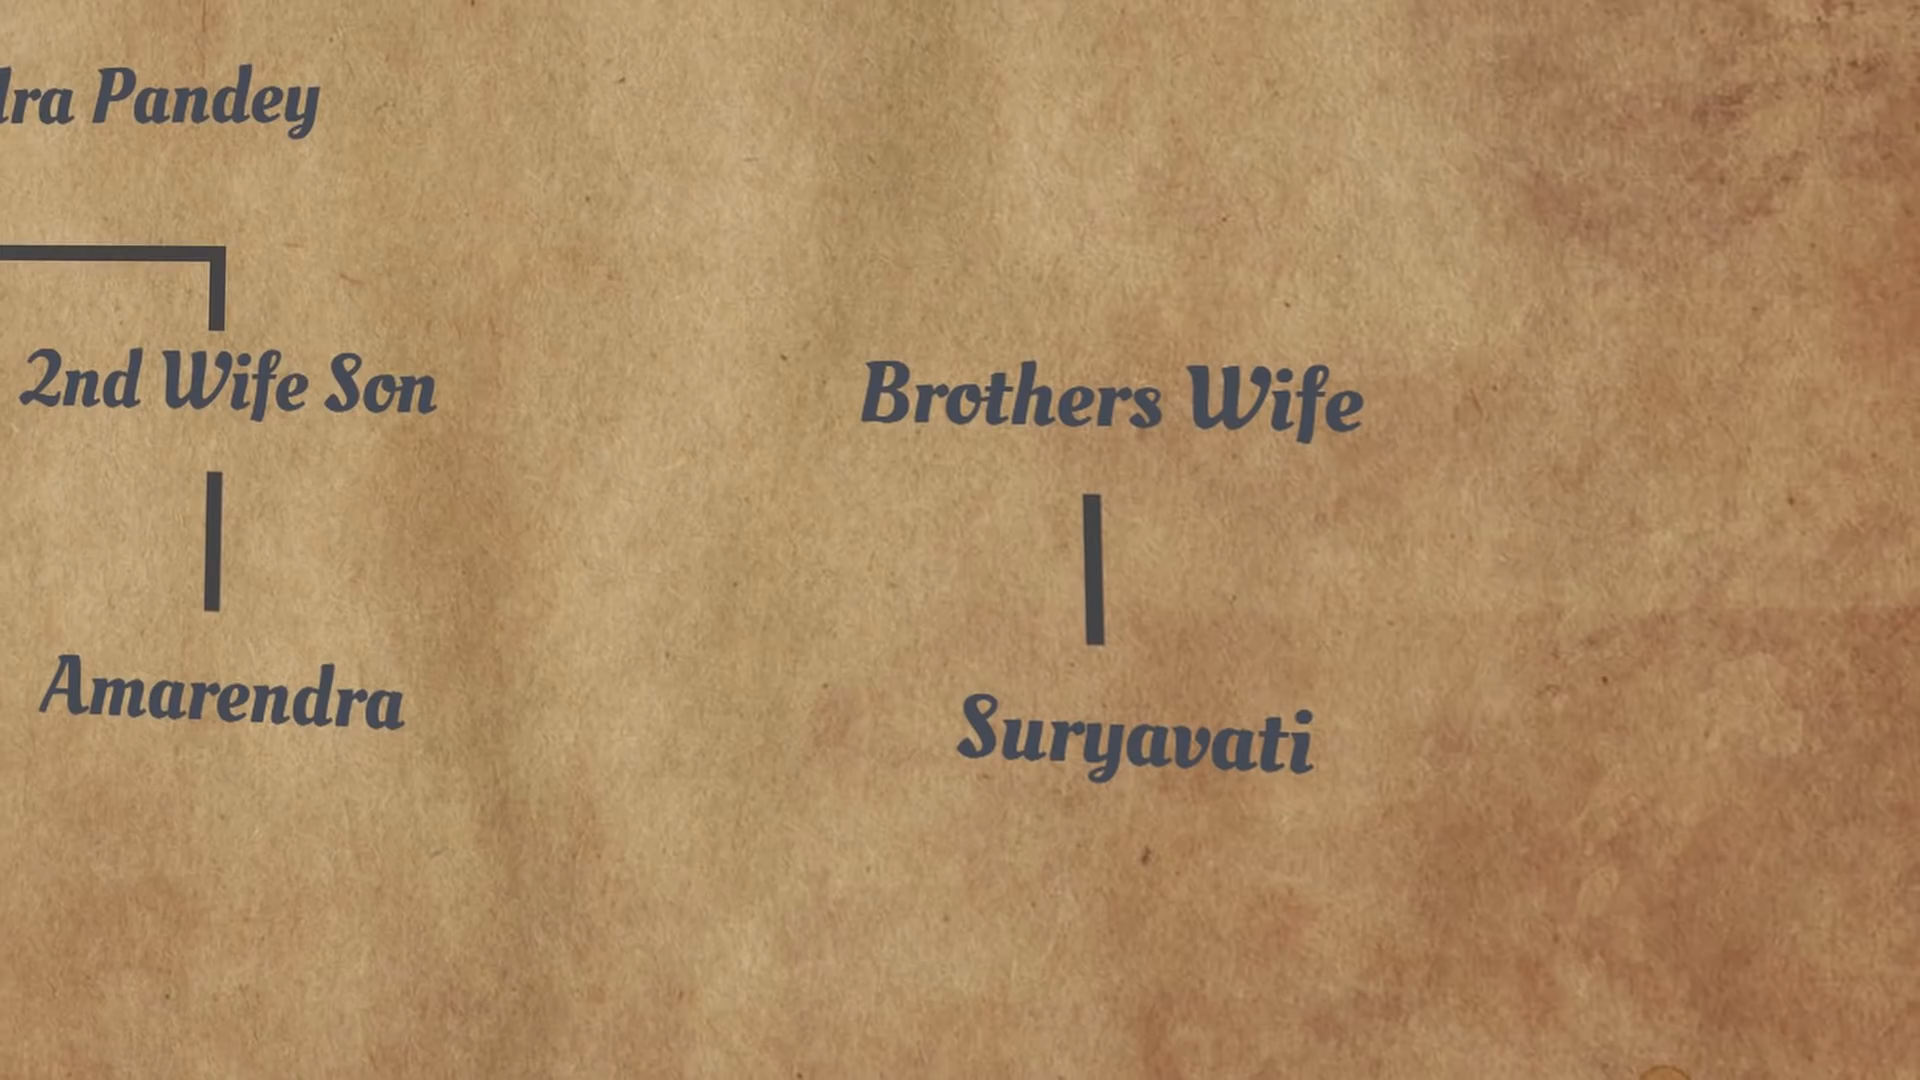 Pandey
2nd Wife Son
Brothers Wife
Amarendra
Suryavati